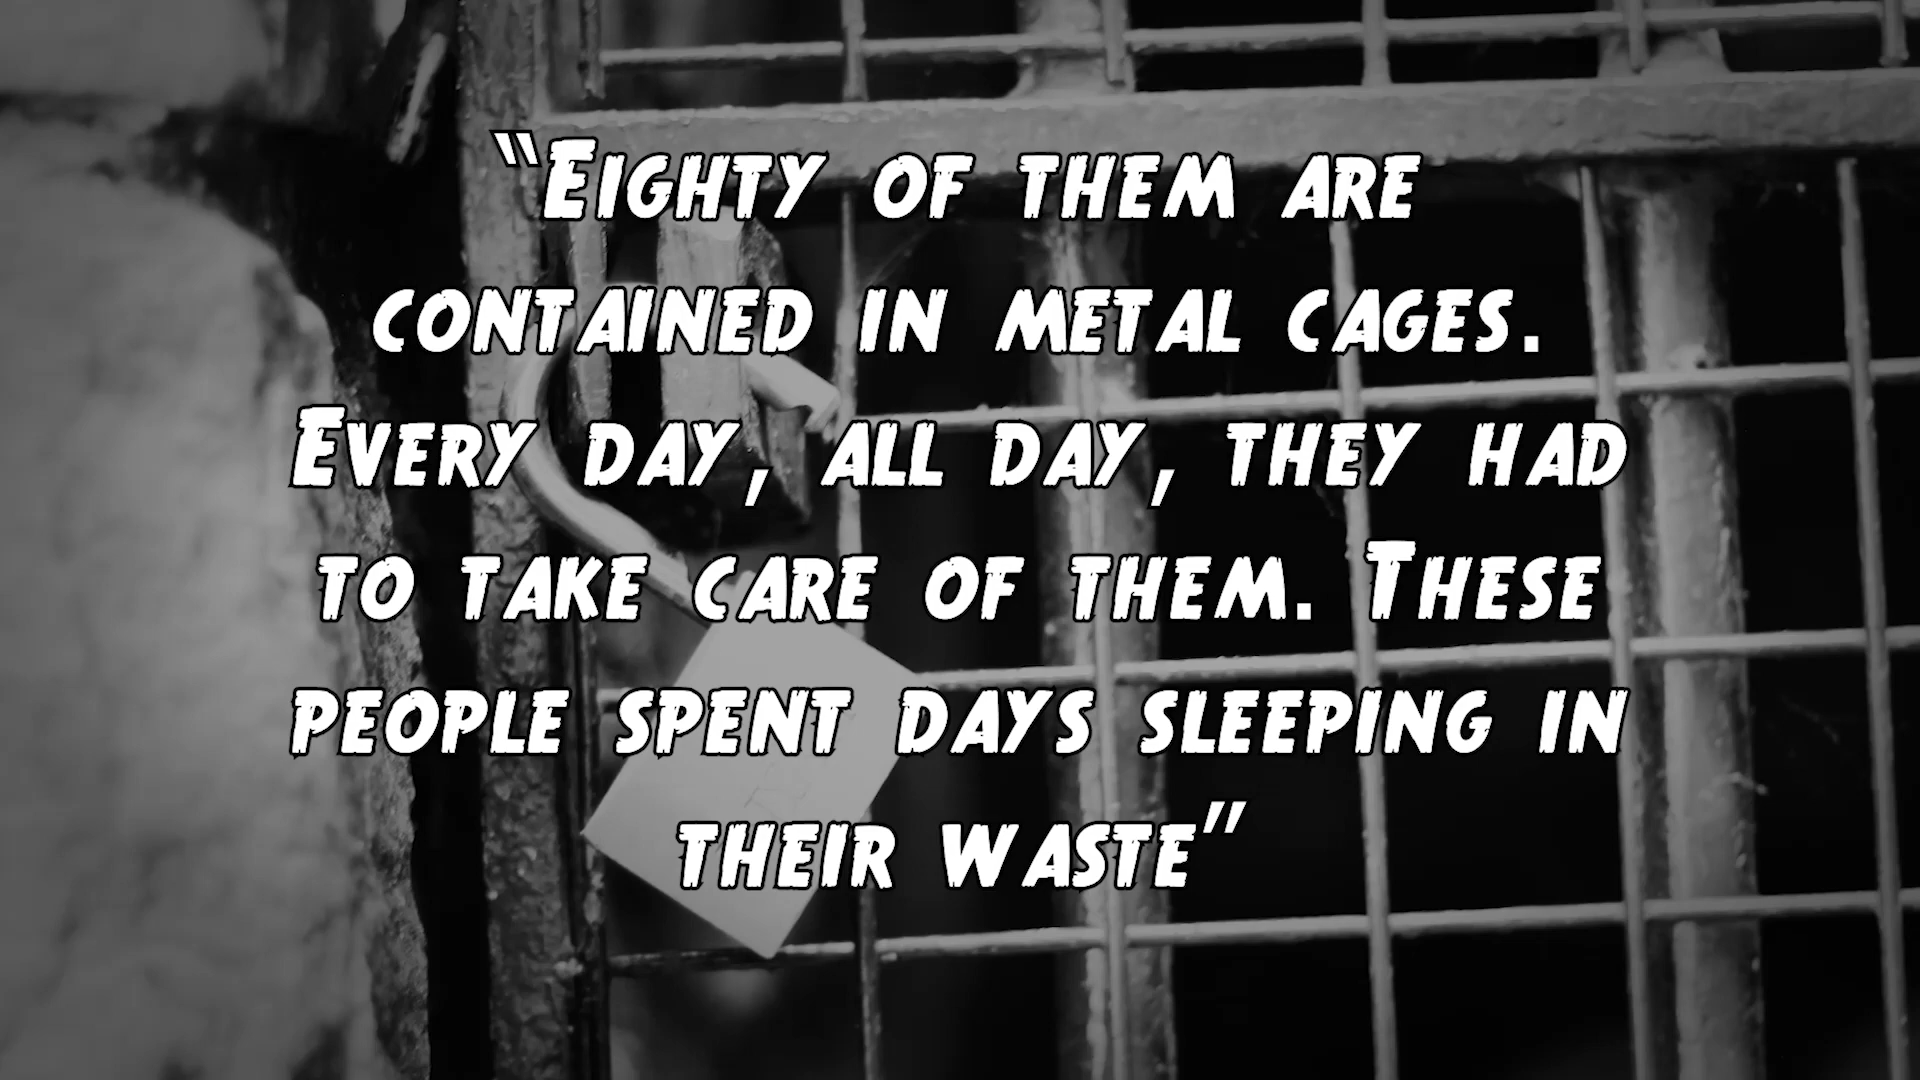 “Eighty of them are
contained in metal cages.
Every day, all day, they had
to take care of them. These
people spent days sleeping in
their waste”